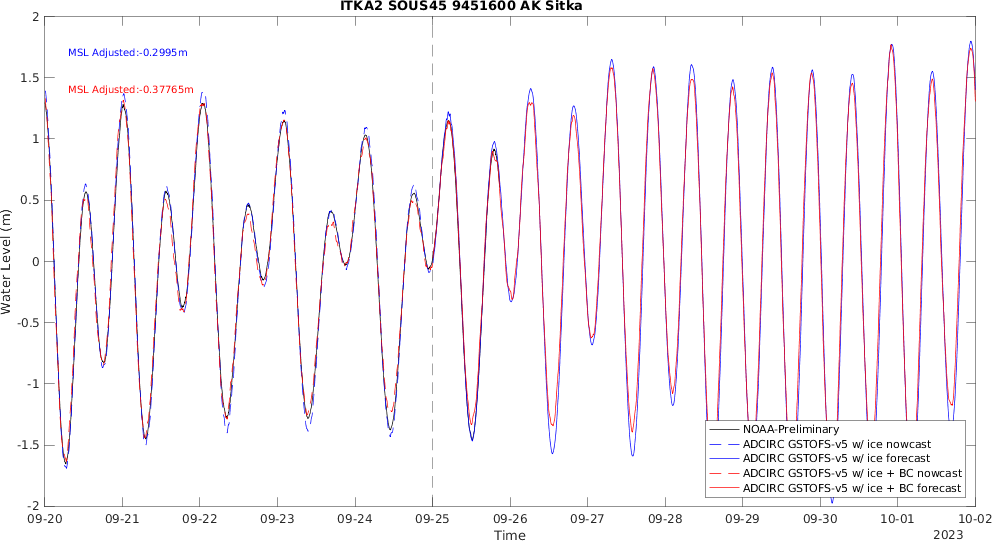 ITKA2 SOUS45 9451600 AK Sitka
2
1.5
1
0.5
0
-0.5
-1
-1.5
-2
Water Level (m)
MSL Adjusted:-0.2995m
MSL Adjusted:-0.37765m
NOAA-Preliminary
ADCIRC GSTOFS-v5 w/ ice nowcast
ADCIRC GSTOFS-v5 w/ ice forecast
ADCIRC GSTOFS-v5 w/ ice + BC nowcast
ADCIRC GSTOFS-v5 w/ ice + BC forecast
09-20 09-21 09-22 09-23 09-24 09-25 09-26 09-27 09-28 09-29 09-30 10-01 10-02
Time
2023